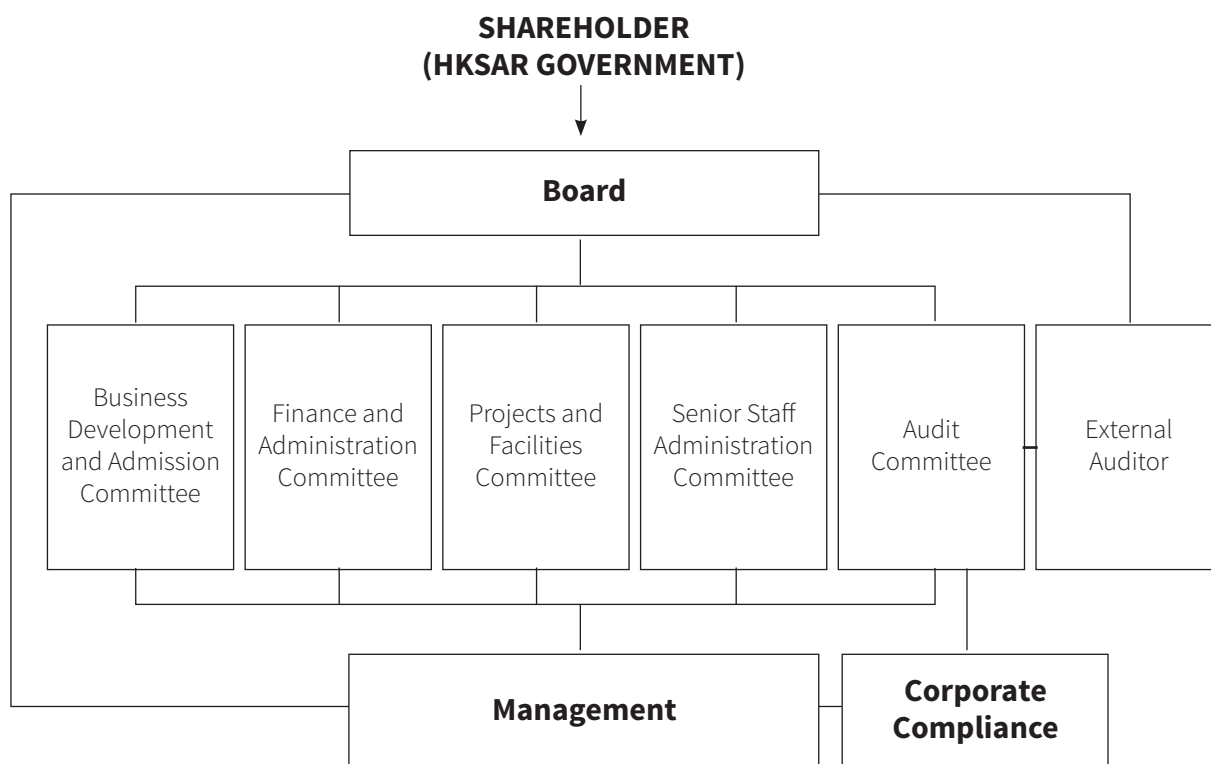 SHAREHOLDER
(HKSAR GOVERNMENT)
Board
Business
Development
and Admission
Committee
Finance and
Administration
Committee
Projects and
Facilities
Committee
Senior Staff
Administration
Committee
Audit
Committee
External
Auditor
Management
Corporate
Compliance